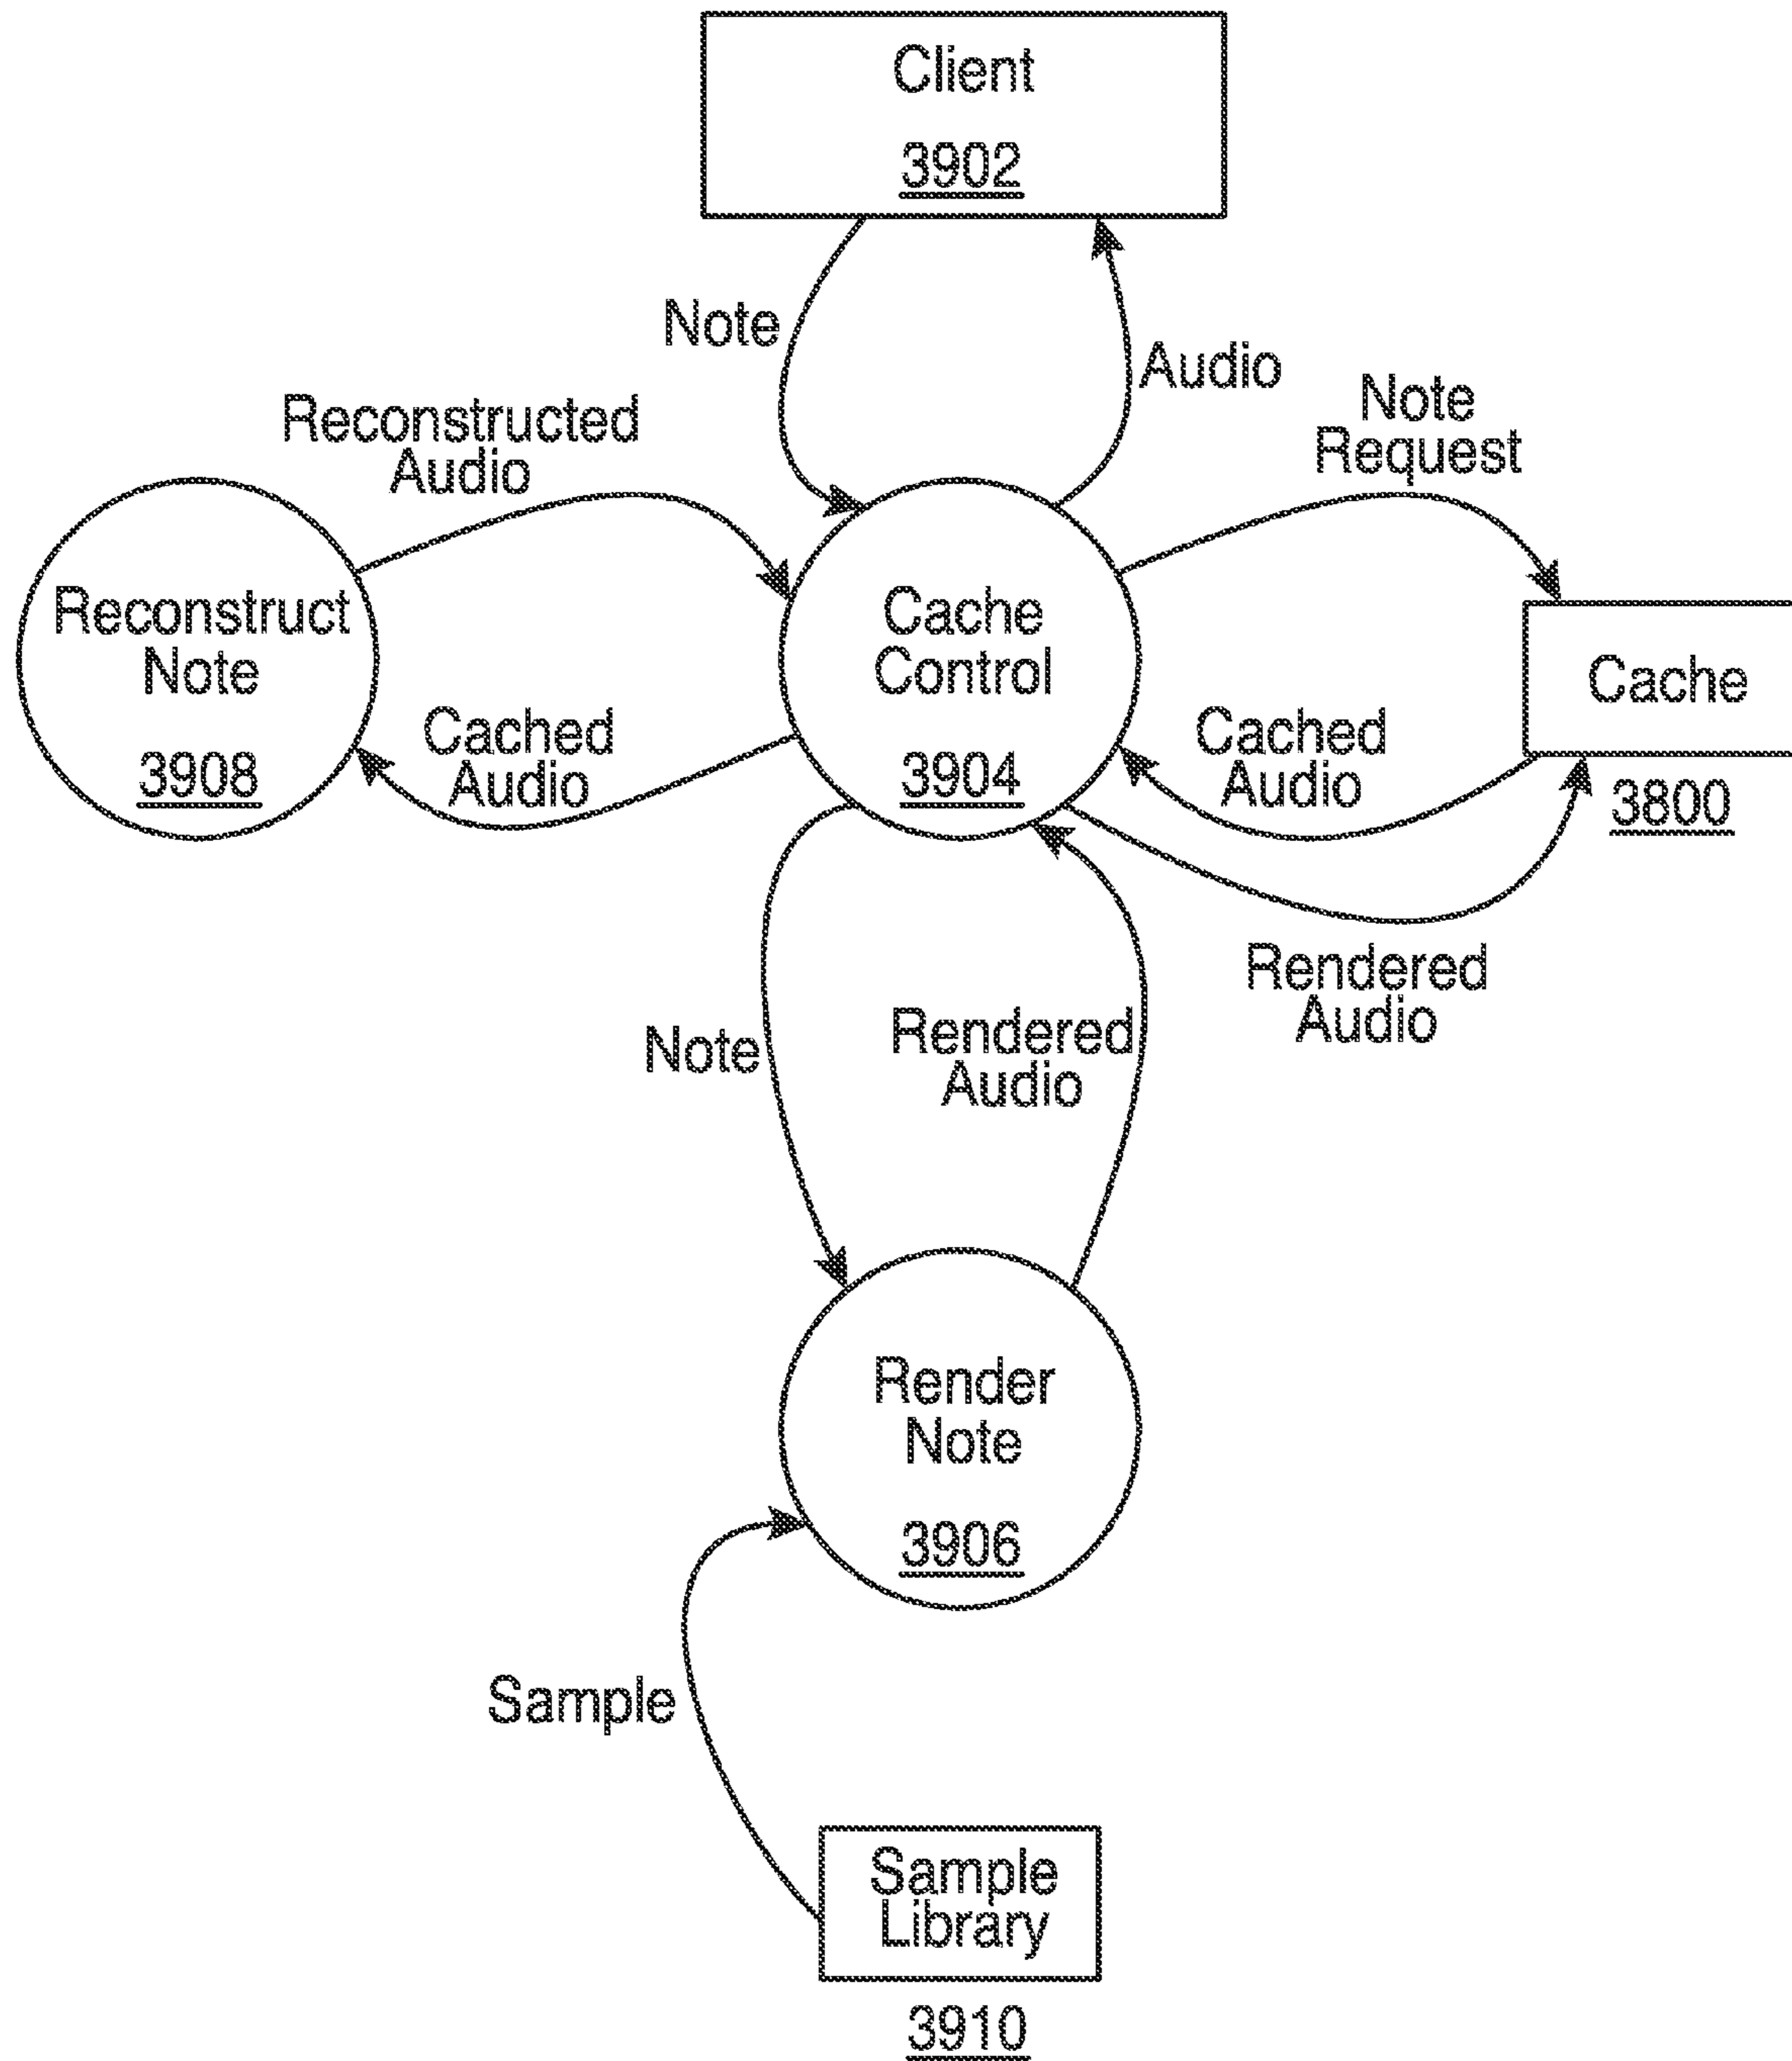 Client
3902
Note
Audio
Note
Request
Reconstructed
Audio
Reconstruct
Note
3908
Cache
Control
3904
Cache
3800
Cached
Audio
Cached
Audio
Rendered
Audio
Note
Rendered
Audio
Render
Note
3906
Sample
Sample
Library
3910